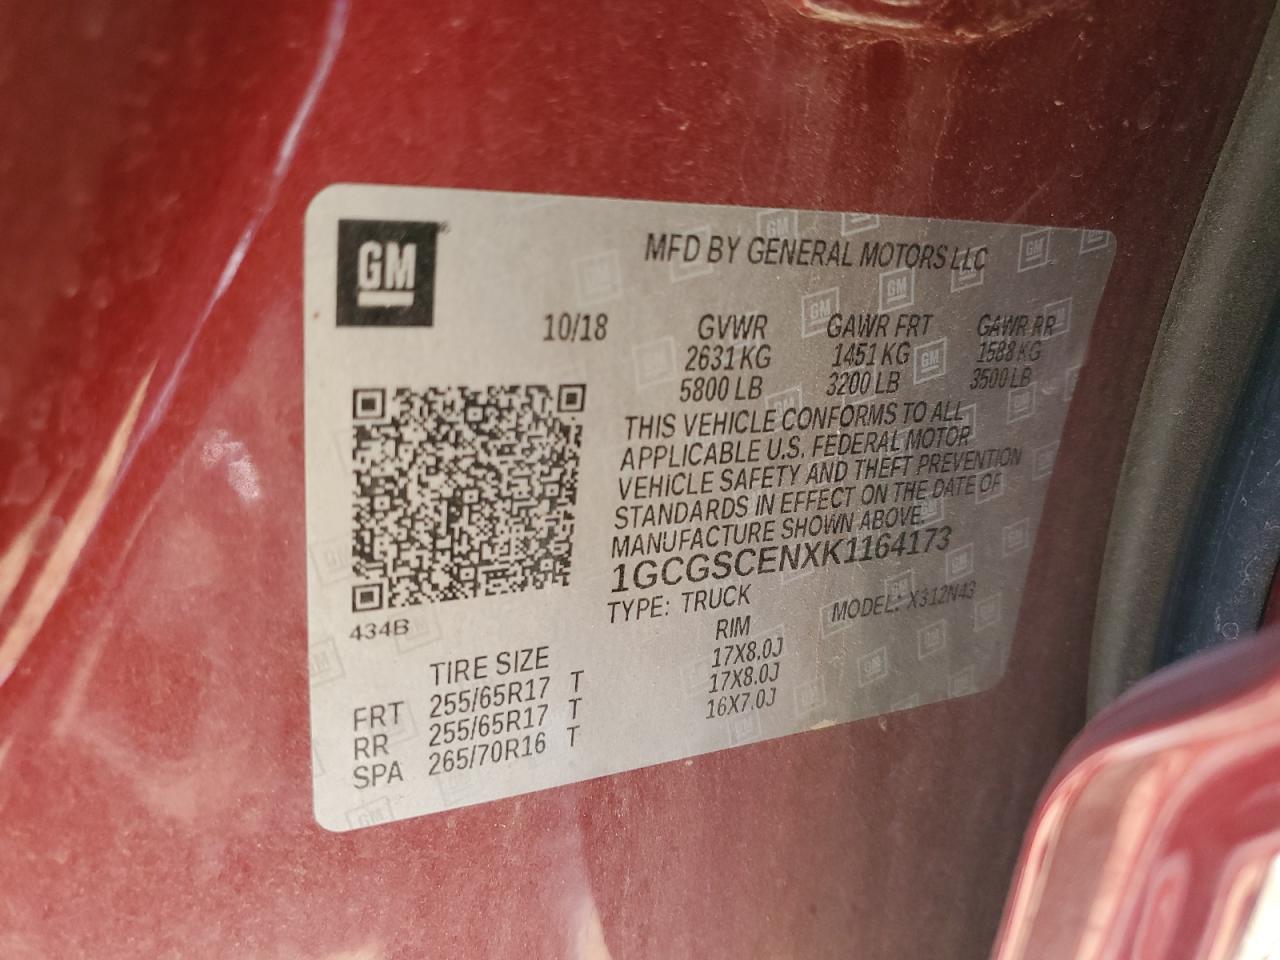 GM
MFD BY GENERAL MOTORS LLC
10/18 GVWR GAWR FRT GAWR RR
2631 KG 1451 KG 1588 KG
5800 LB 3200 LB 3500 LB
THIS VEHICLE CONFORMS TO ALL
APPLICABLE U.S. FEDERAL MOTOR
VEHICLE SAFETY AND THEFT PREVENTION
STANDARDS IN EFFECT ON THE DATE OF
MANUFACTURE SHOWN ABOVE.
1GCGSCENXK1164173
TYPE: TRUCK MODEL: X312N43
434B
TIRE SIZE RIM
FRT 255/65R17 T 17X8.0J
RR 255/65R17 T 17X8.0J
SPA 265/70R16 T 16X7.0J